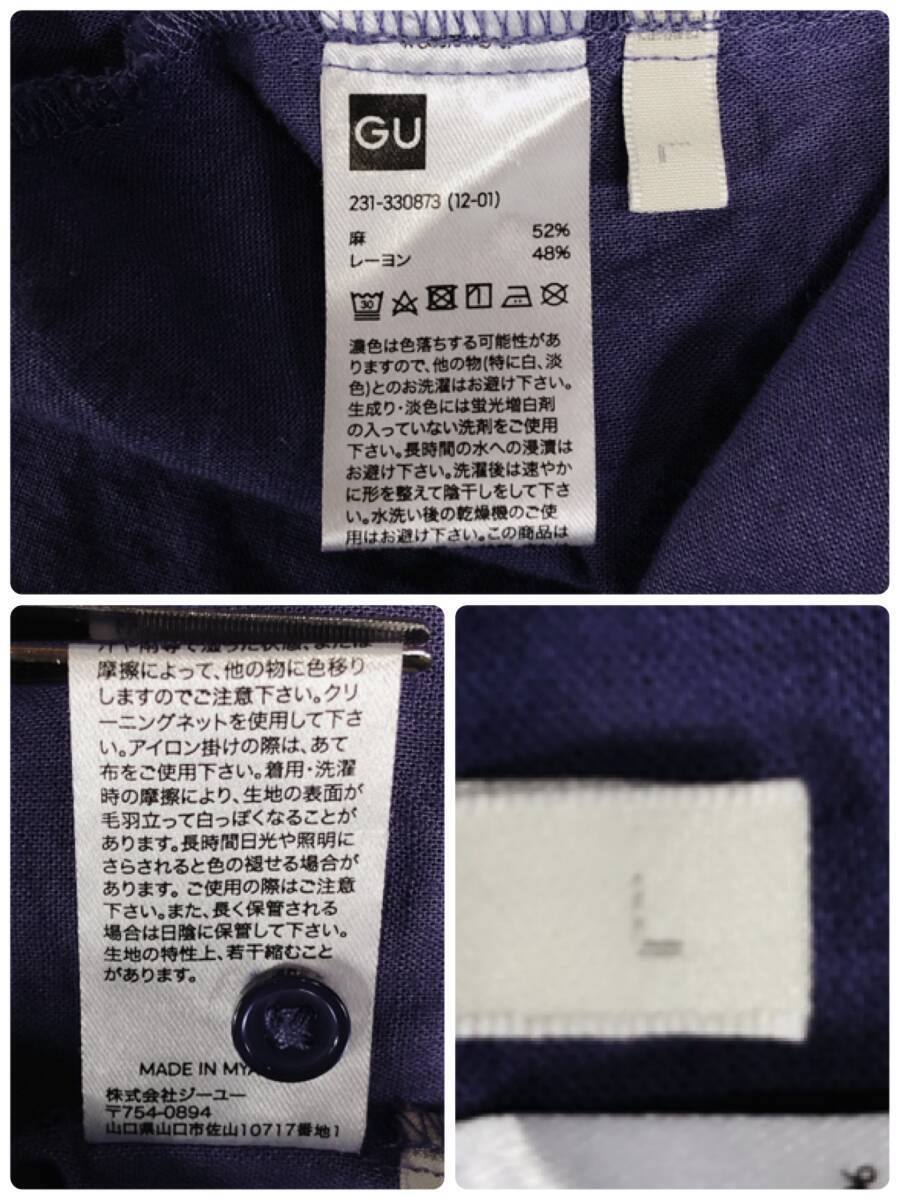 GU
L
231-330873 (12-01)
麻 52%
レーヨン 48%
30
濃色は色落ちする可能性があ
りますので、他の物(特に白、淡
色)とのお洗濯はお避け下さい。
生成り・淡色には蛍光増白剤
の入っていない洗剤をご使用
下さい。長時間の水への浸漬は
お避け下さい。洗濯後は速やか
に形を整えて陰干しをして下さ
い。水洗い後の乾燥機のご使
用はお避け下さい。この商品は
汗や雨等で湿った状態、または
摩擦によって、他の物に色移り
しますのでご注意下さい。クリ
ーニングネットを使用して下さ
い。アイロン掛けの際は、あて
布をご使用下さい。着用・洗濯
時の摩擦により、生地の表面が
毛羽立って白っぽくなることが
あります。長時間日光や照明に
さらされると色の褪せる場合が
あります。ご使用の際はご注意
下さい。また、長く保管される
場合は日陰に保管して下さい。
生地の特性上、若干縮むこと
があります。
MADE IN MYA
株式会社ジーユー
〒754-0894
山口県山口市佐山10717番地1
L